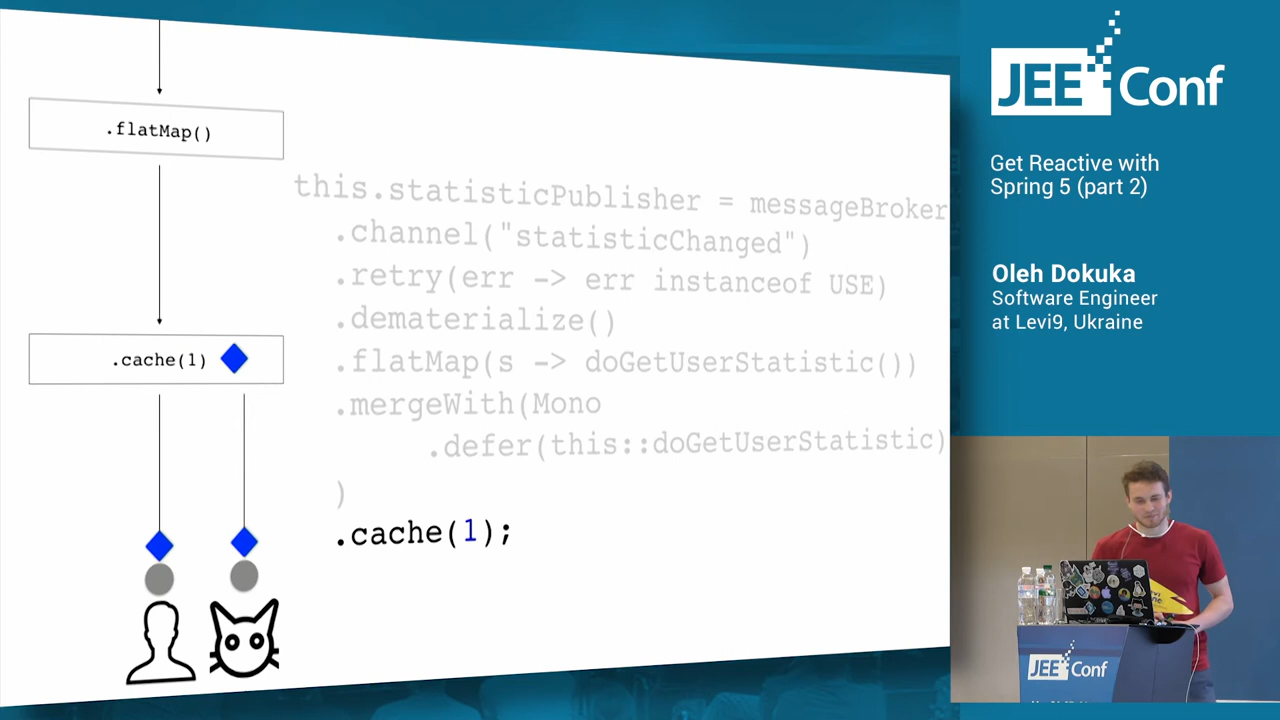 .flatMap()
.cache(1)
this.statisticPublisher = messageBroker
.channel("statisticChanged")
.retry(err -> err instanceof USE)
.dematerialize()
.flatMap(s -> doGetUserStatistic())
.mergeWith(Mono
.defer(this::doGetUserStatistic)
)
.cache(1);
JEE Conf
Get Reactive with
Spring 5 (part 2)
Oleh Dokuka
Software Engineer
at Levi9, Ukraine
JEE Conf